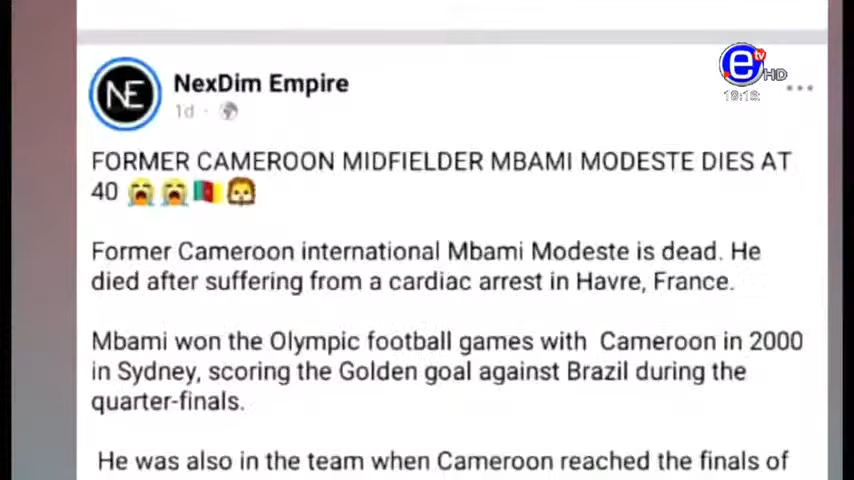 NE
NexDim Empire
1d
etv HD
18:18
FORMER CAMEROON MIDFIELDER MBAMI MODESTE DIES AT
40 😭😭🇨🇲🦁
Former Cameroon international Mbami Modeste is dead. He
died after suffering from a cardiac arrest in Havre, France.
Mbami won the Olympic football games with Cameroon in 2000
in Sydney, scoring the Golden goal against Brazil during the
quarter-finals.
He was also in the team when Cameroon reached the finals of